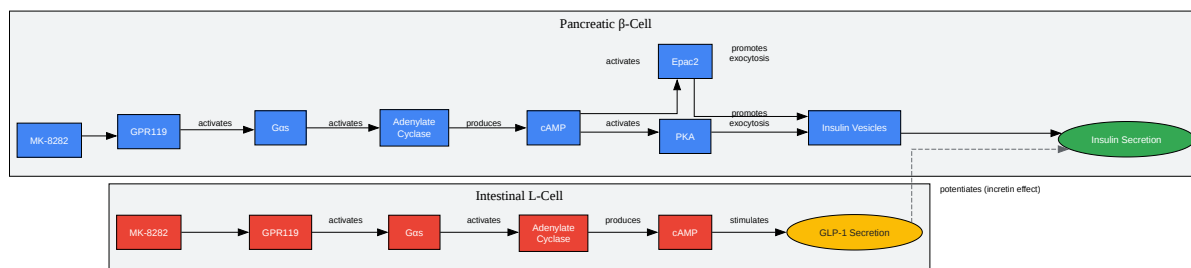 Pancreatic β-Cell
promotes
exocytosis
activates
Epac2
MK-8282
GPR119
activates
Gαs
activates
Adenylate
Cyclase
produces
cAMP
activates
PKA
promotes
exocytosis
Insulin Vesicles
Insulin Secretion
potentiates (incretin effect)
Intestinal L-Cell
MK-8282
GPR119
activates
Gαs
activates
Adenylate
Cyclase
produces
cAMP
stimulates
GLP-1 Secretion